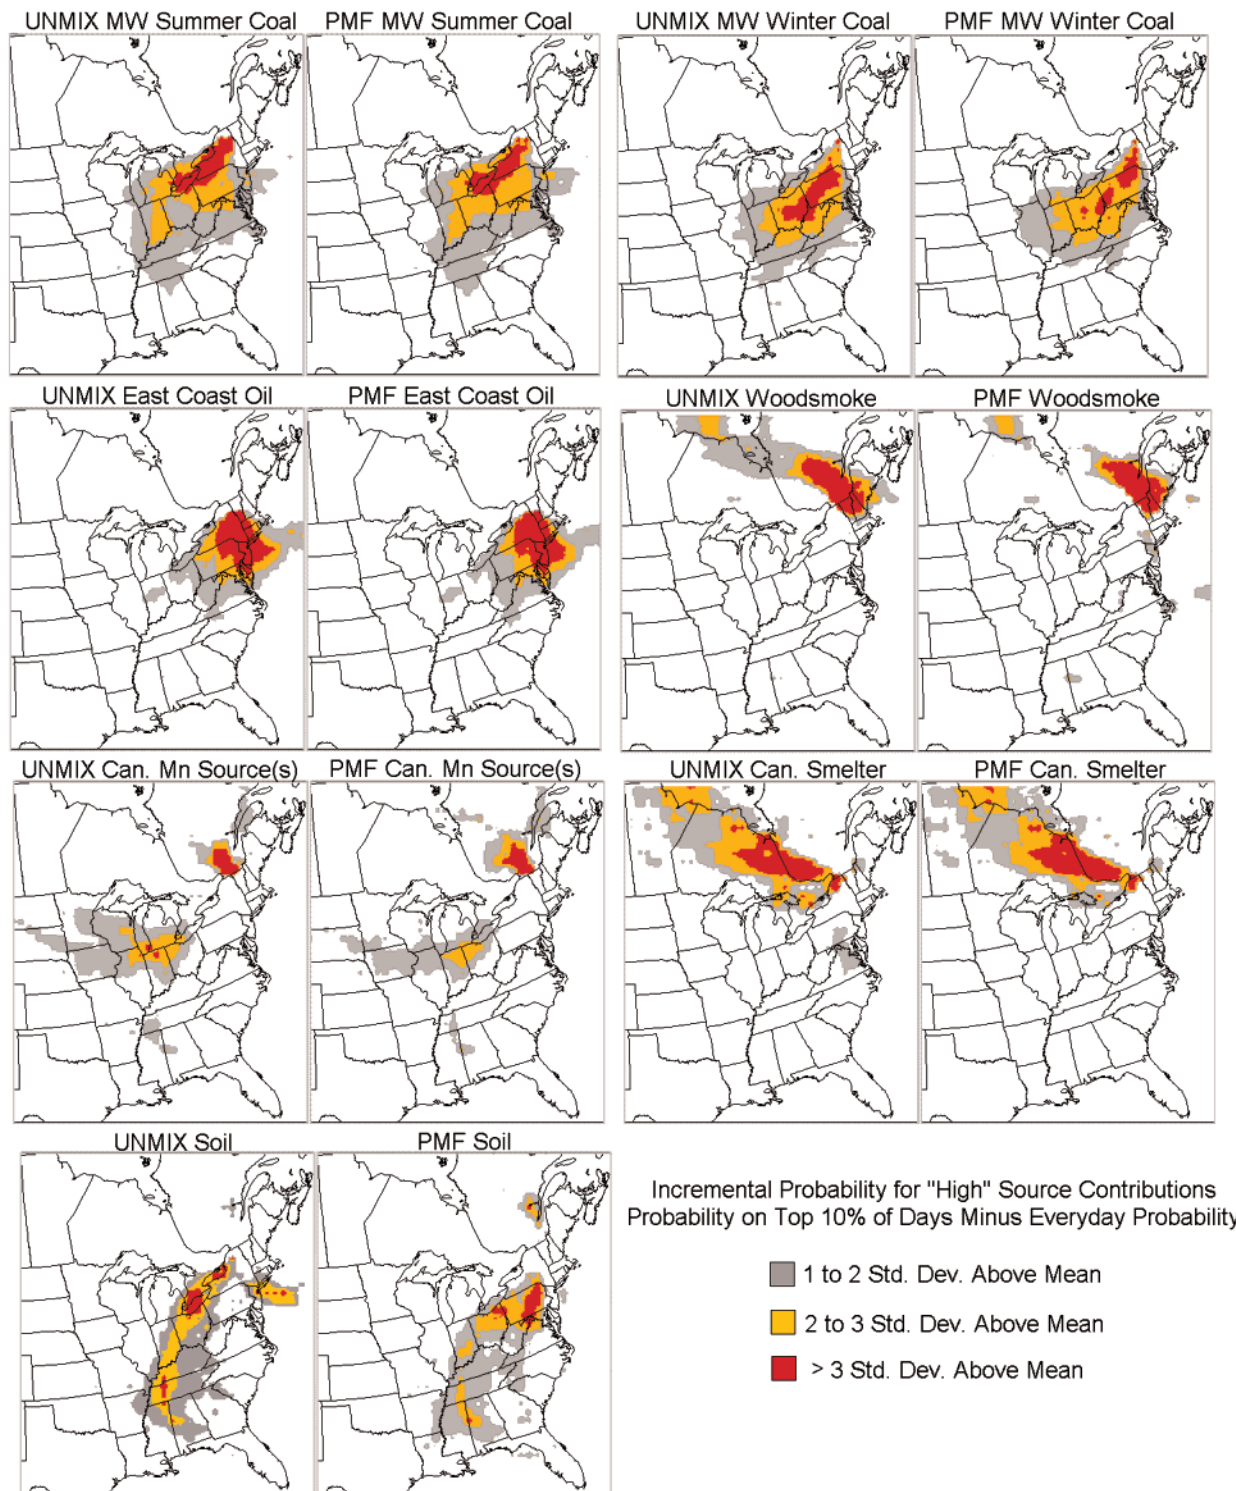 UNMIX MW Summer Coal
PMF MW Summer Coal
UNMIX MW Winter Coal
PMF MW Winter Coal
UNMIX East Coast Oil
PMF East Coast Oil
UNMIX Woodsmoke
PMF Woodsmoke
UNMIX Can. Mn Source(s)
PMF Can. Mn Source(s)
UNMIX Can. Smelter
PMF Can. Smelter
UNMIX Soil
PMF Soil
Incremental Probability for "High" Source Contributions
Probability on Top 10% of Days Minus Everyday Probability
1 to 2 Std. Dev. Above Mean
2 to 3 Std. Dev. Above Mean
> 3 Std. Dev. Above Mean